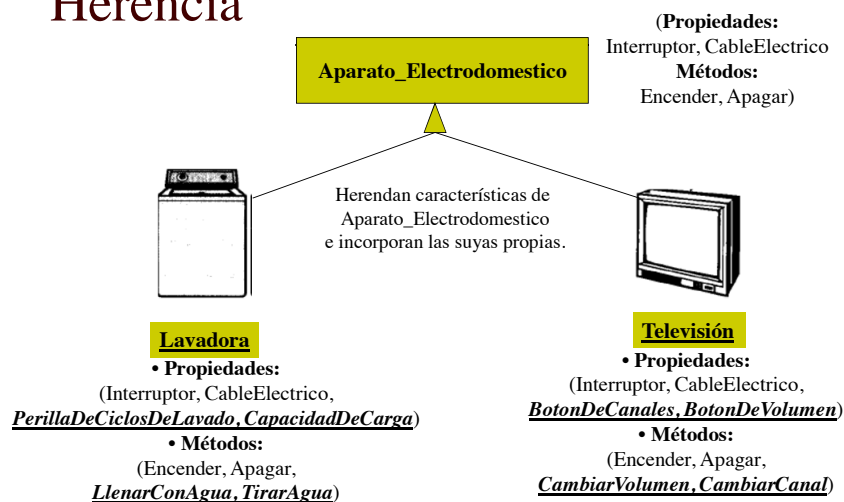 Herencia
Aparato_Electrodomestico
(Propiedades:
Interruptor, CableElectrico
Métodos:
Encender, Apagar)
Herendan características de
Aparato_Electrodomestico
e incorporan las suyas propias.
Lavadora
• Propiedades:
(Interruptor, CableElectrico,
PerillaDeCiclosDeLavado, CapacidadDeCarga)
• Métodos:
(Encender, Apagar,
LlenarConAgua, TirarAgua)
Televisión
• Propiedades:
(Interruptor, CableElectrico,
BotonDeCanales, BotonDeVolumen)
• Métodos:
(Encender, Apagar,
CambiarVolumen, CambiarCanal)